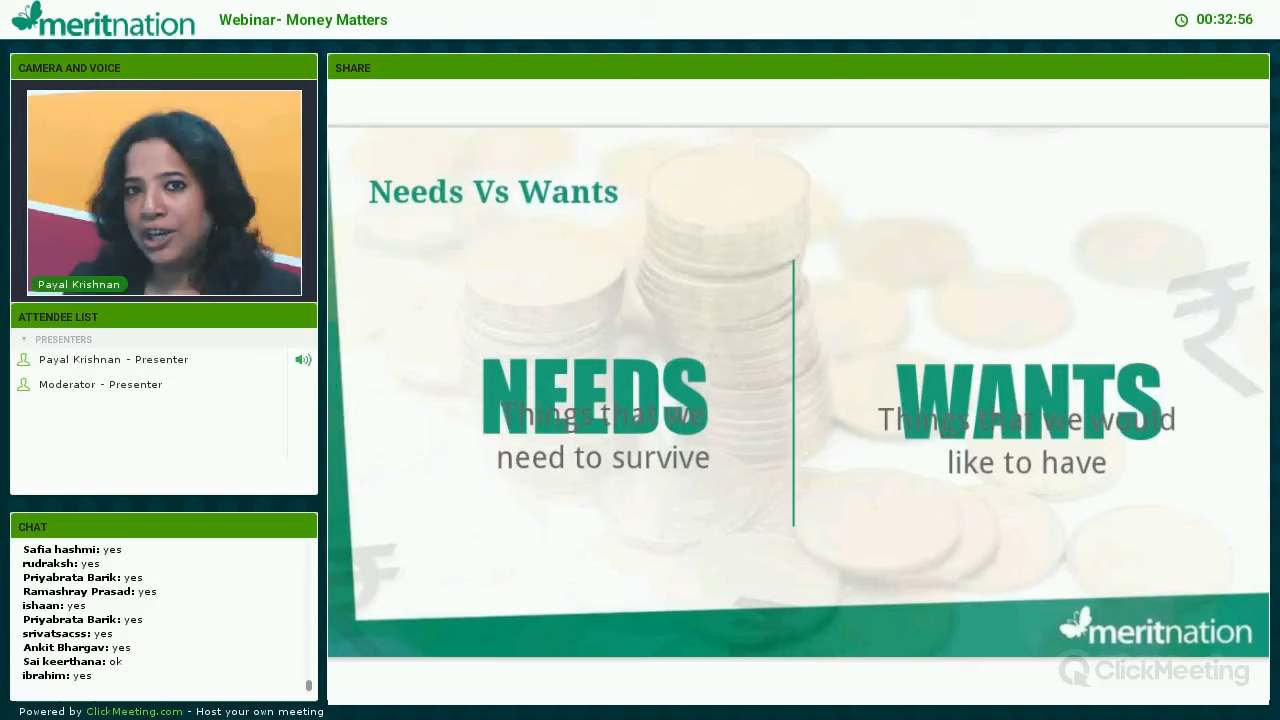 meritnation
Webinar- Money Matters
00:32:56
CAMERA AND VOICE
Payal Krishnan
ATTENDEE LIST
PRESENTERS
Payal Krishnan - Presenter
Moderator - Presenter
CHAT
Safia hashmi: yes
rudraksh: yes
Priyabrata Barik: yes
Ramashray Prasad: yes
ishaan: yes
Priyabrata Barik: yes
srivatsacss: yes
Ankit Bhargav: yes
Sai keerthana: ok
ibrahim: yes
SHARE
Needs Vs Wants
NEEDS
Things that we
need to survive
WANTS
Things that we would
like to have
₹
meritnation
ClickMeeting
Powered by ClickMeeting.com - Host your own meeting